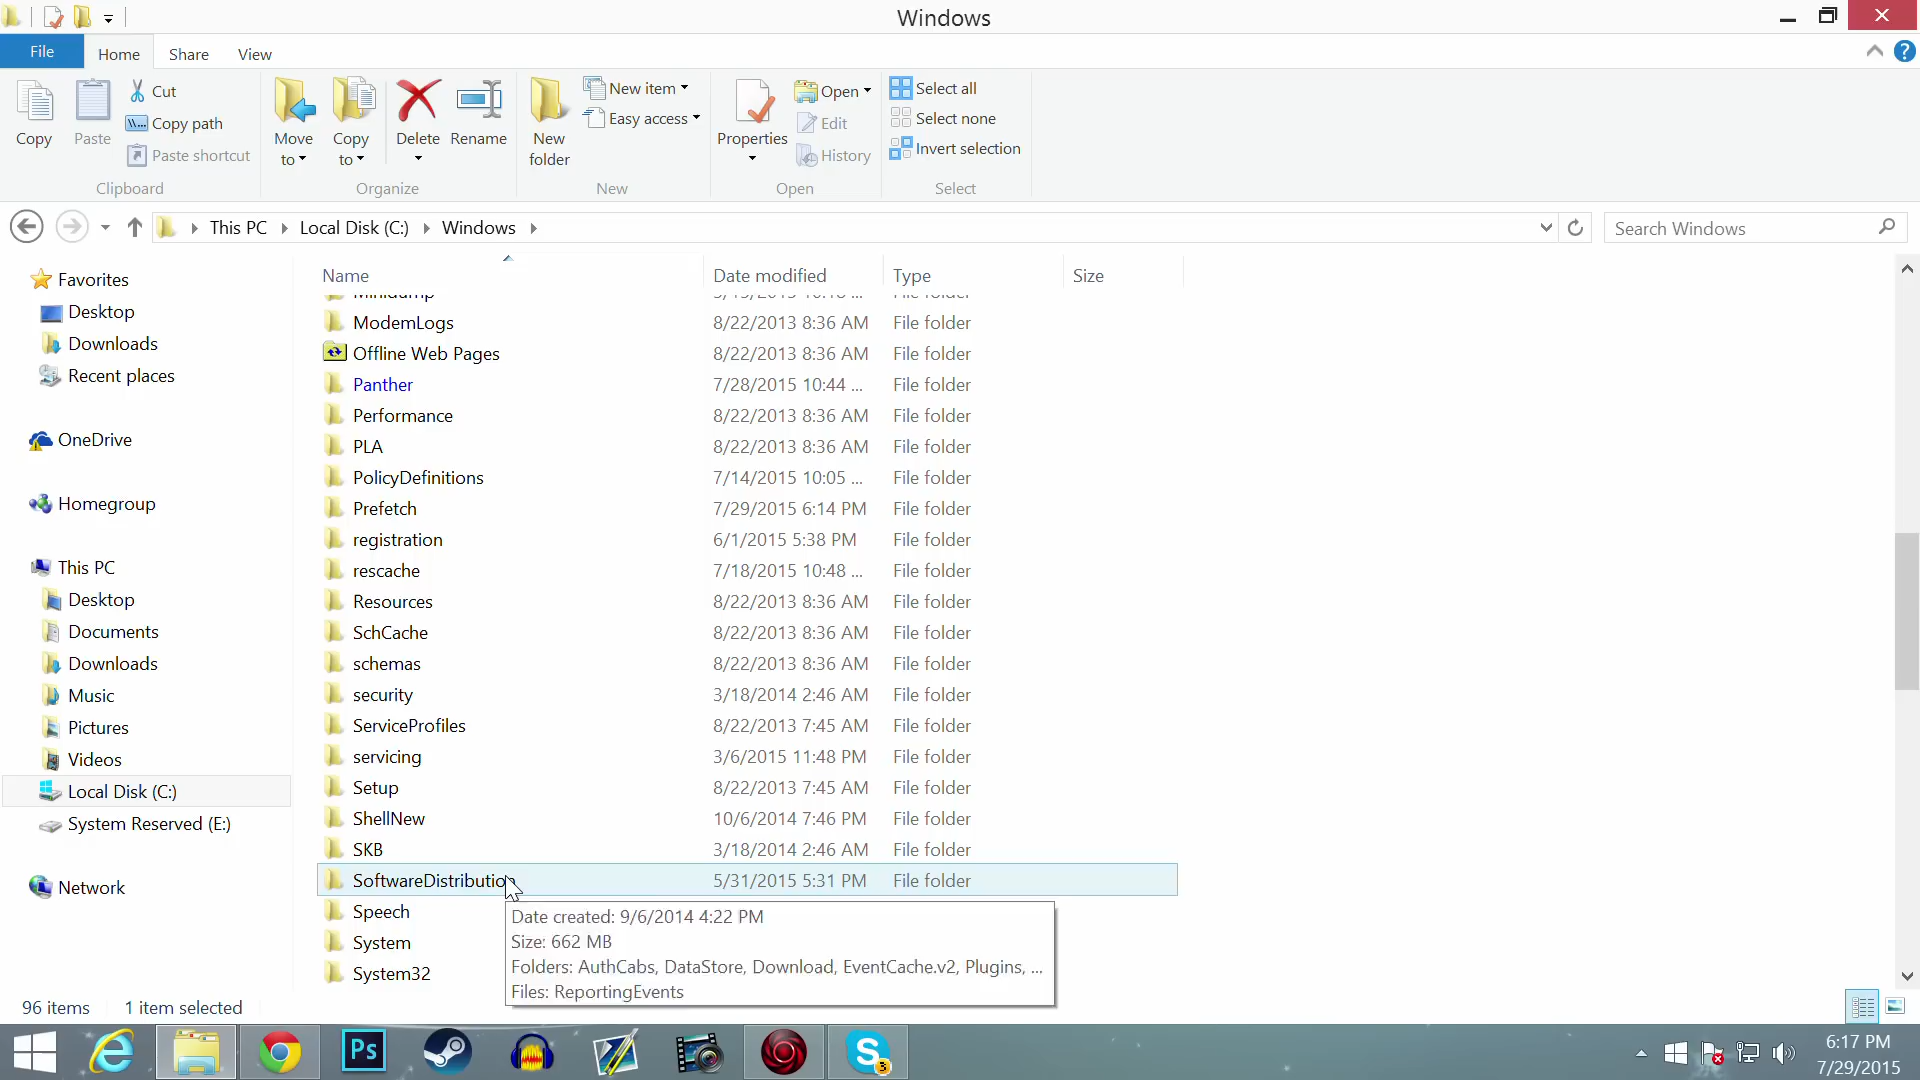 Windows
File Home Share View
Copy
Paste
Cut
Copy path
Paste shortcut
Clipboard
Move to
Copy to
Delete
Rename
Organize
New folder
New item
Easy access
New
Properties
Open
Edit
History
Open
Select all
Select none
Invert selection
Select
This PC Local Disk (C:) Windows
Search Windows
Favorites
Desktop
Downloads
Recent places
OneDrive
Homegroup
This PC
Desktop
Documents
Downloads
Music
Pictures
Videos
Local Disk (C:)
System Reserved (E:)
Network
Name Date modified Type Size
Minidump File folder
ModemLogs 8/22/2013 8:36 AM File folder
Offline Web Pages 8/22/2013 8:36 AM File folder
Panther 7/28/2015 10:44 ... File folder
Performance 8/22/2013 8:36 AM File folder
PLA 8/22/2013 8:36 AM File folder
PolicyDefinitions 7/14/2015 10:05 ... File folder
Prefetch 7/29/2015 6:14 PM File folder
registration 6/1/2015 5:38 PM File folder
rescache 7/18/2015 10:48 ... File folder
Resources 8/22/2013 8:36 AM File folder
SchCache 8/22/2013 8:36 AM File folder
schemas 8/22/2013 8:36 AM File folder
security 3/18/2014 2:46 AM File folder
ServiceProfiles 8/22/2013 7:45 AM File folder
servicing 3/6/2015 11:48 PM File folder
Setup 8/22/2013 7:45 AM File folder
ShellNew 10/6/2014 7:46 PM File folder
SKB 3/18/2014 2:46 AM File folder
SoftwareDistribution 5/31/2015 5:31 PM File folder
Speech
System
System32
Date created: 9/6/2014 4:22 PM
Size: 662 MB
Folders: AuthCabs, DataStore, Download, EventCache.v2, Plugins, ...
Files: ReportingEvents
96 items 1 item selected
Ps
S
3
6:17 PM
7/29/2015